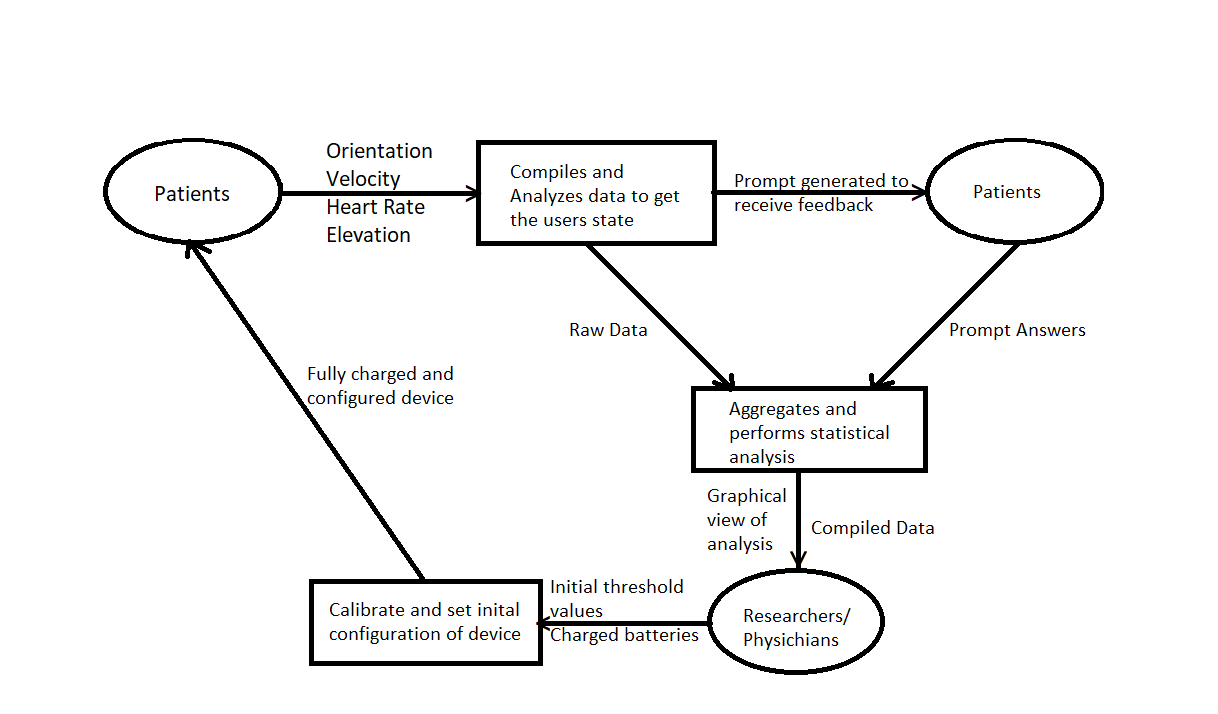 Patients
Orientation
Velocity
Heart Rate
Elevation
Compiles and
Analyzes data to get
the users state
Prompt generated to
receive feedback
Patients
Raw Data
Prompt Answers
Fully charged and
configured device
Aggregates and
performs statistical
analysis
Graphical
view of
analysis
Compiled Data
Initial threshold
values
Charged batteries
Calibrate and set inital
configuration of device
Researchers/
Physichians